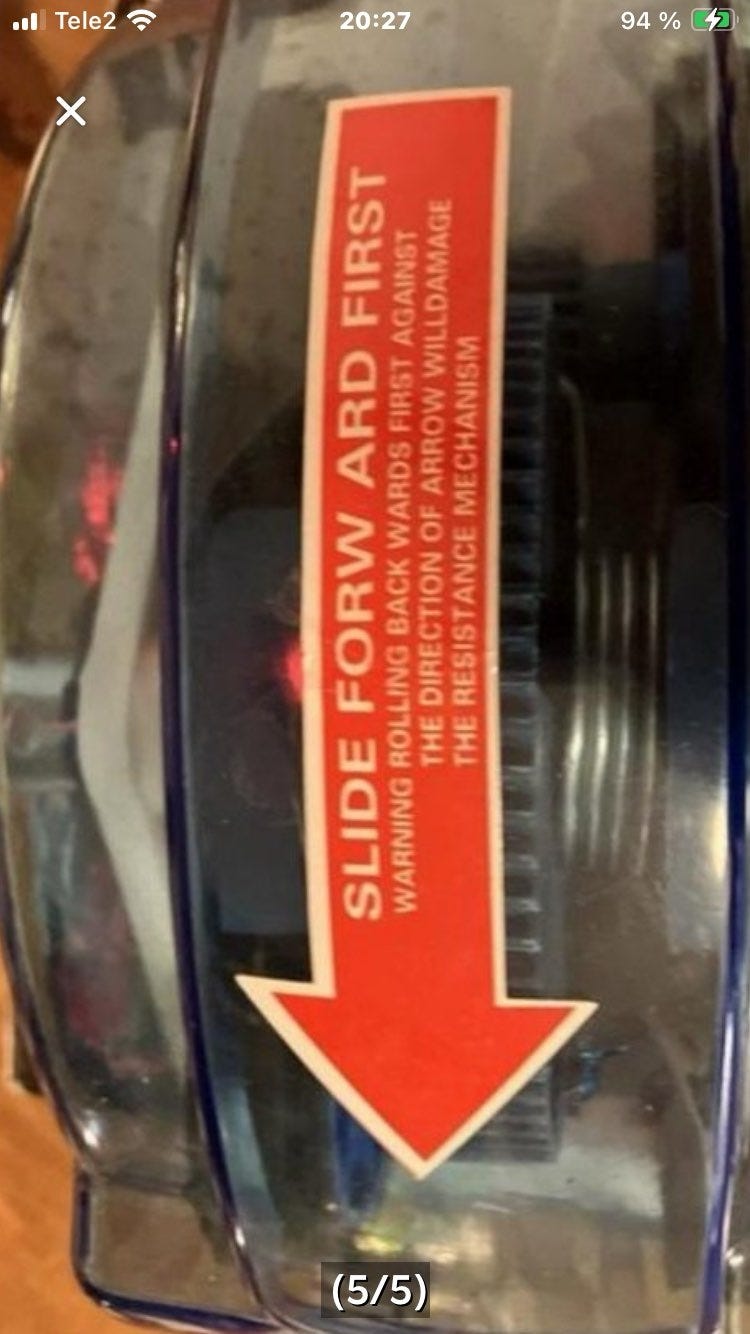 Tele2
20:27
94 %
SLIDE FORW ARD FIRST
WARNING ROLLING BACK WARDS FIRST AGAINST
THE DIRECTION OF ARROW WILLDAMAGE
THE RESISTANCE MECHANISM
(5/5)